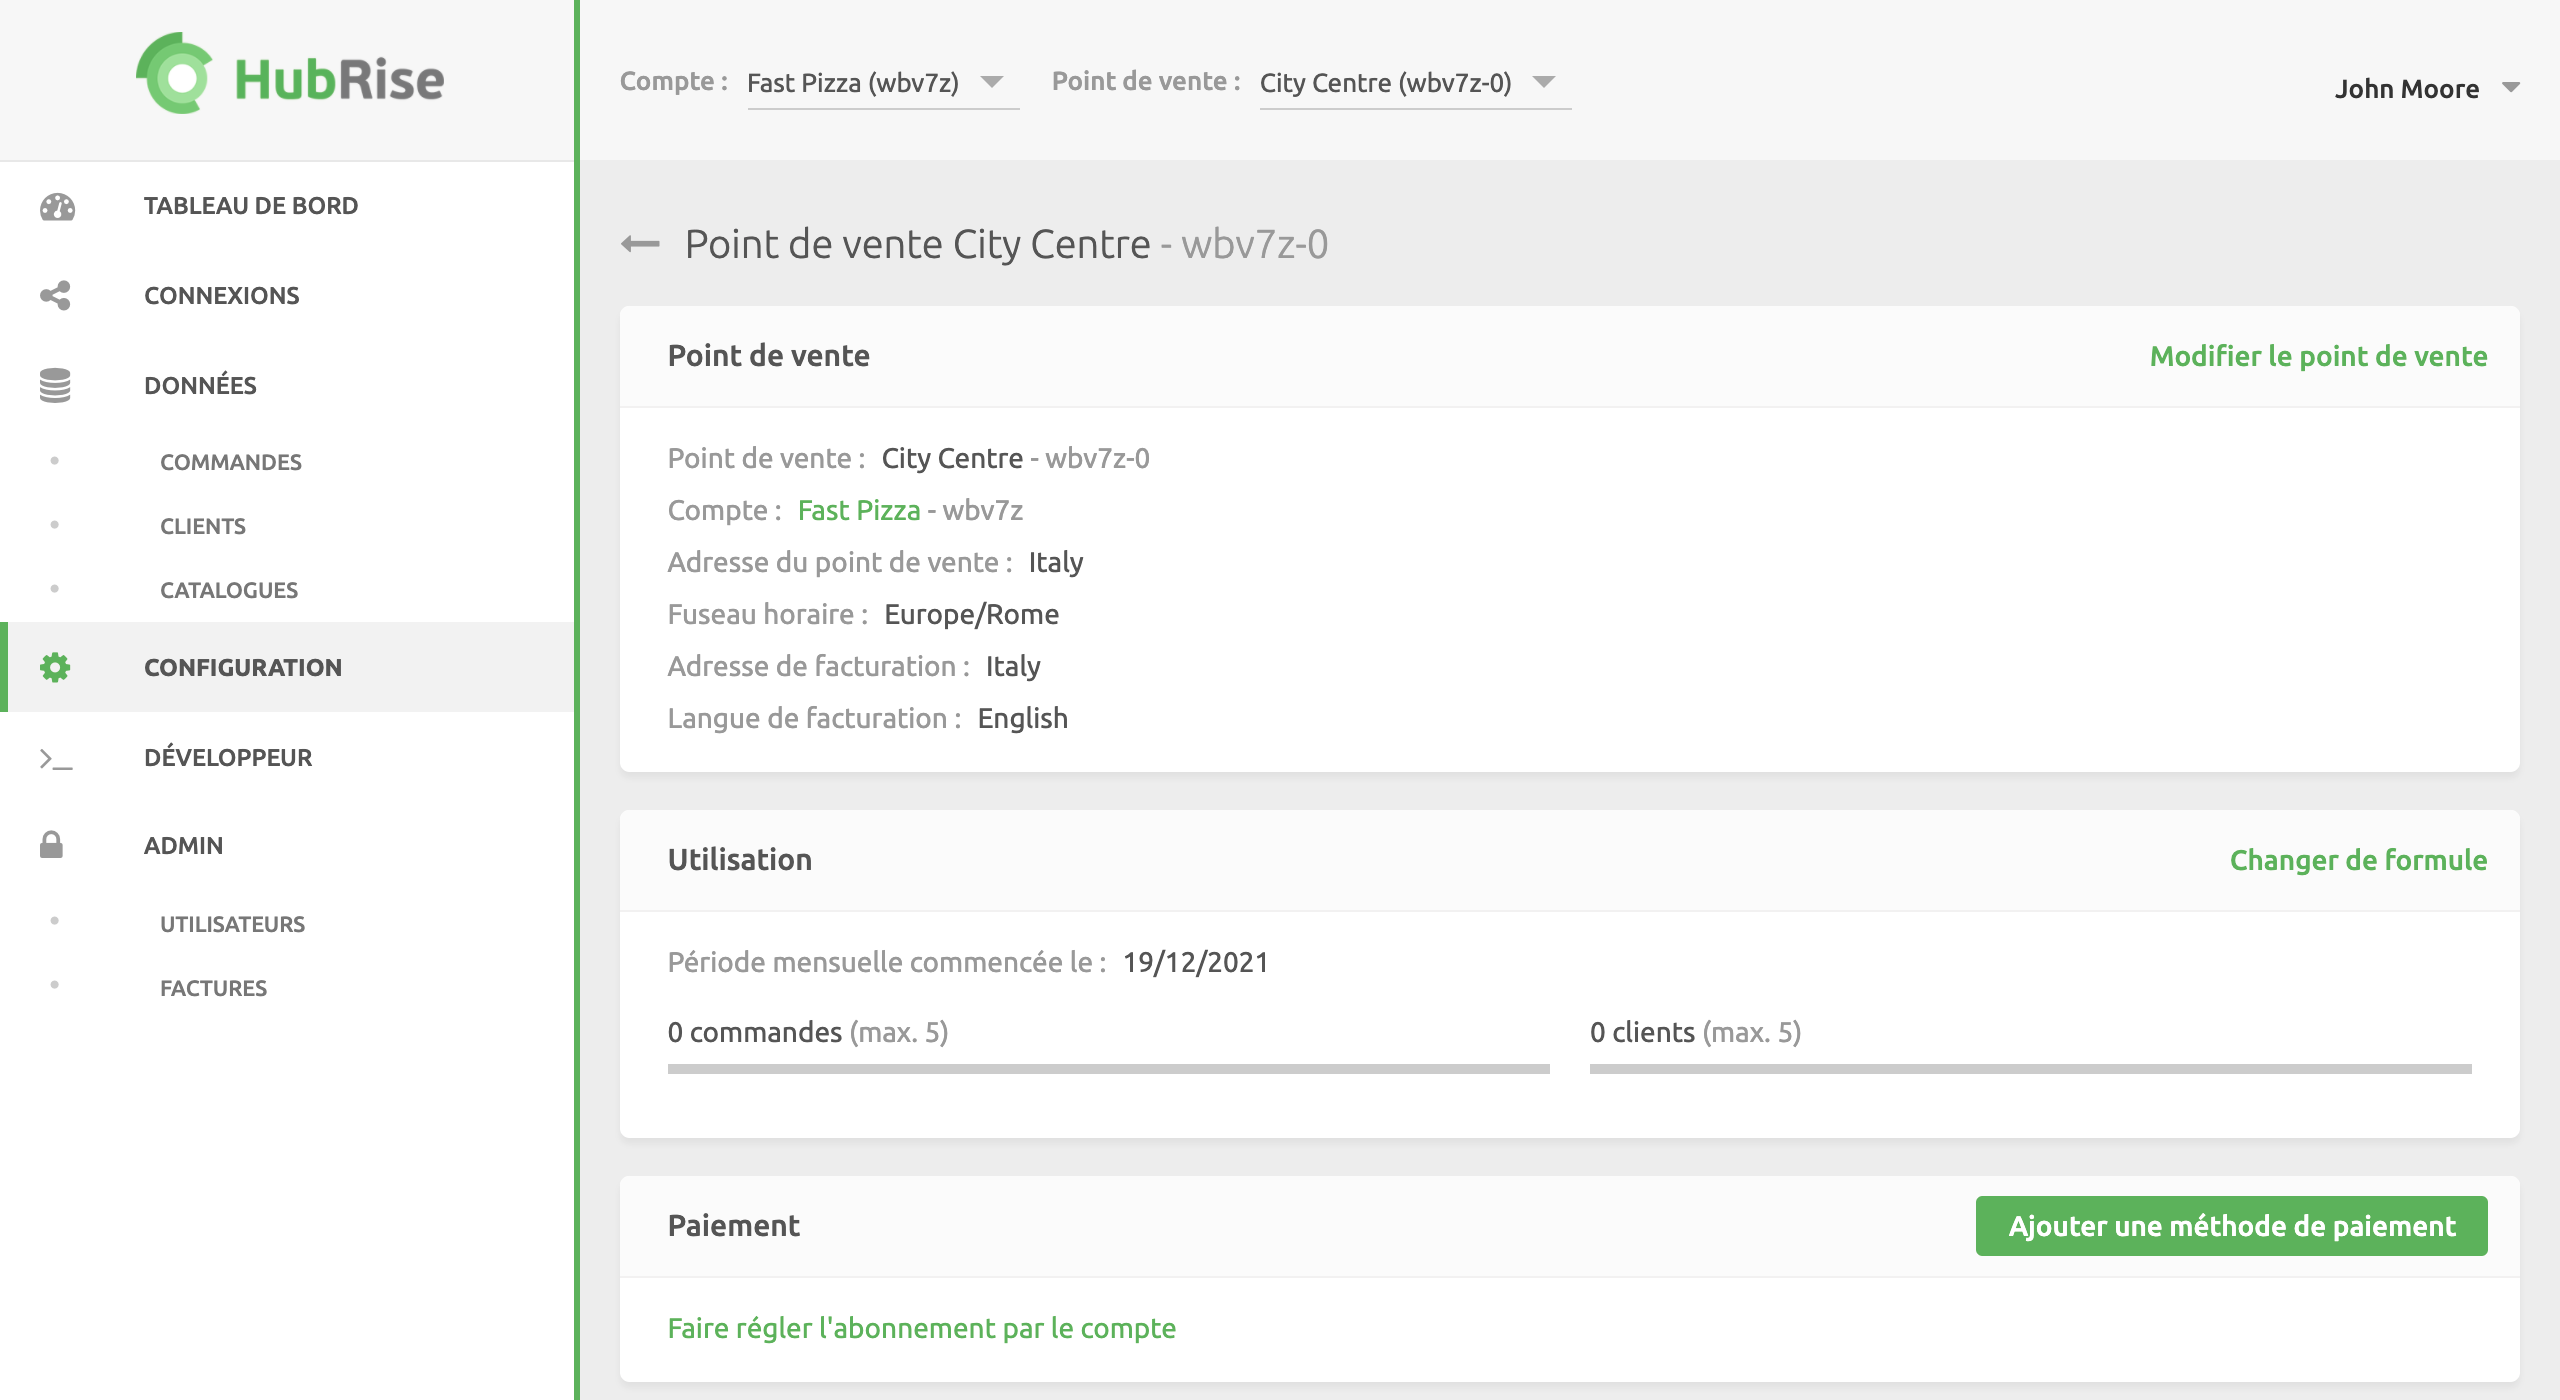 HubRise
Compte : Fast Pizza (wbv7z) Point de vente : City Centre (wbv7z-0)
John Moore
TABLEAU DE BORD
CONNEXIONS
DONNÉES
COMMANDES
CLIENTS
CATALOGUES
CONFIGURATION
DÉVELOPPEUR
ADMIN
UTILISATEURS
FACTURES
Point de vente City Centre - wbv7z-0
Point de vente
Modifier le point de vente
Point de vente : City Centre - wbv7z-0
Compte : Fast Pizza - wbv7z
Adresse du point de vente : Italy
Fuseau horaire : Europe/Rome
Adresse de facturation : Italy
Langue de facturation : English
Utilisation
Changer de formule
Période mensuelle commencée le : 19/12/2021
0 commandes (max. 5)
0 clients (max. 5)
Paiement
Ajouter une méthode de paiement
Faire régler l'abonnement par le compte